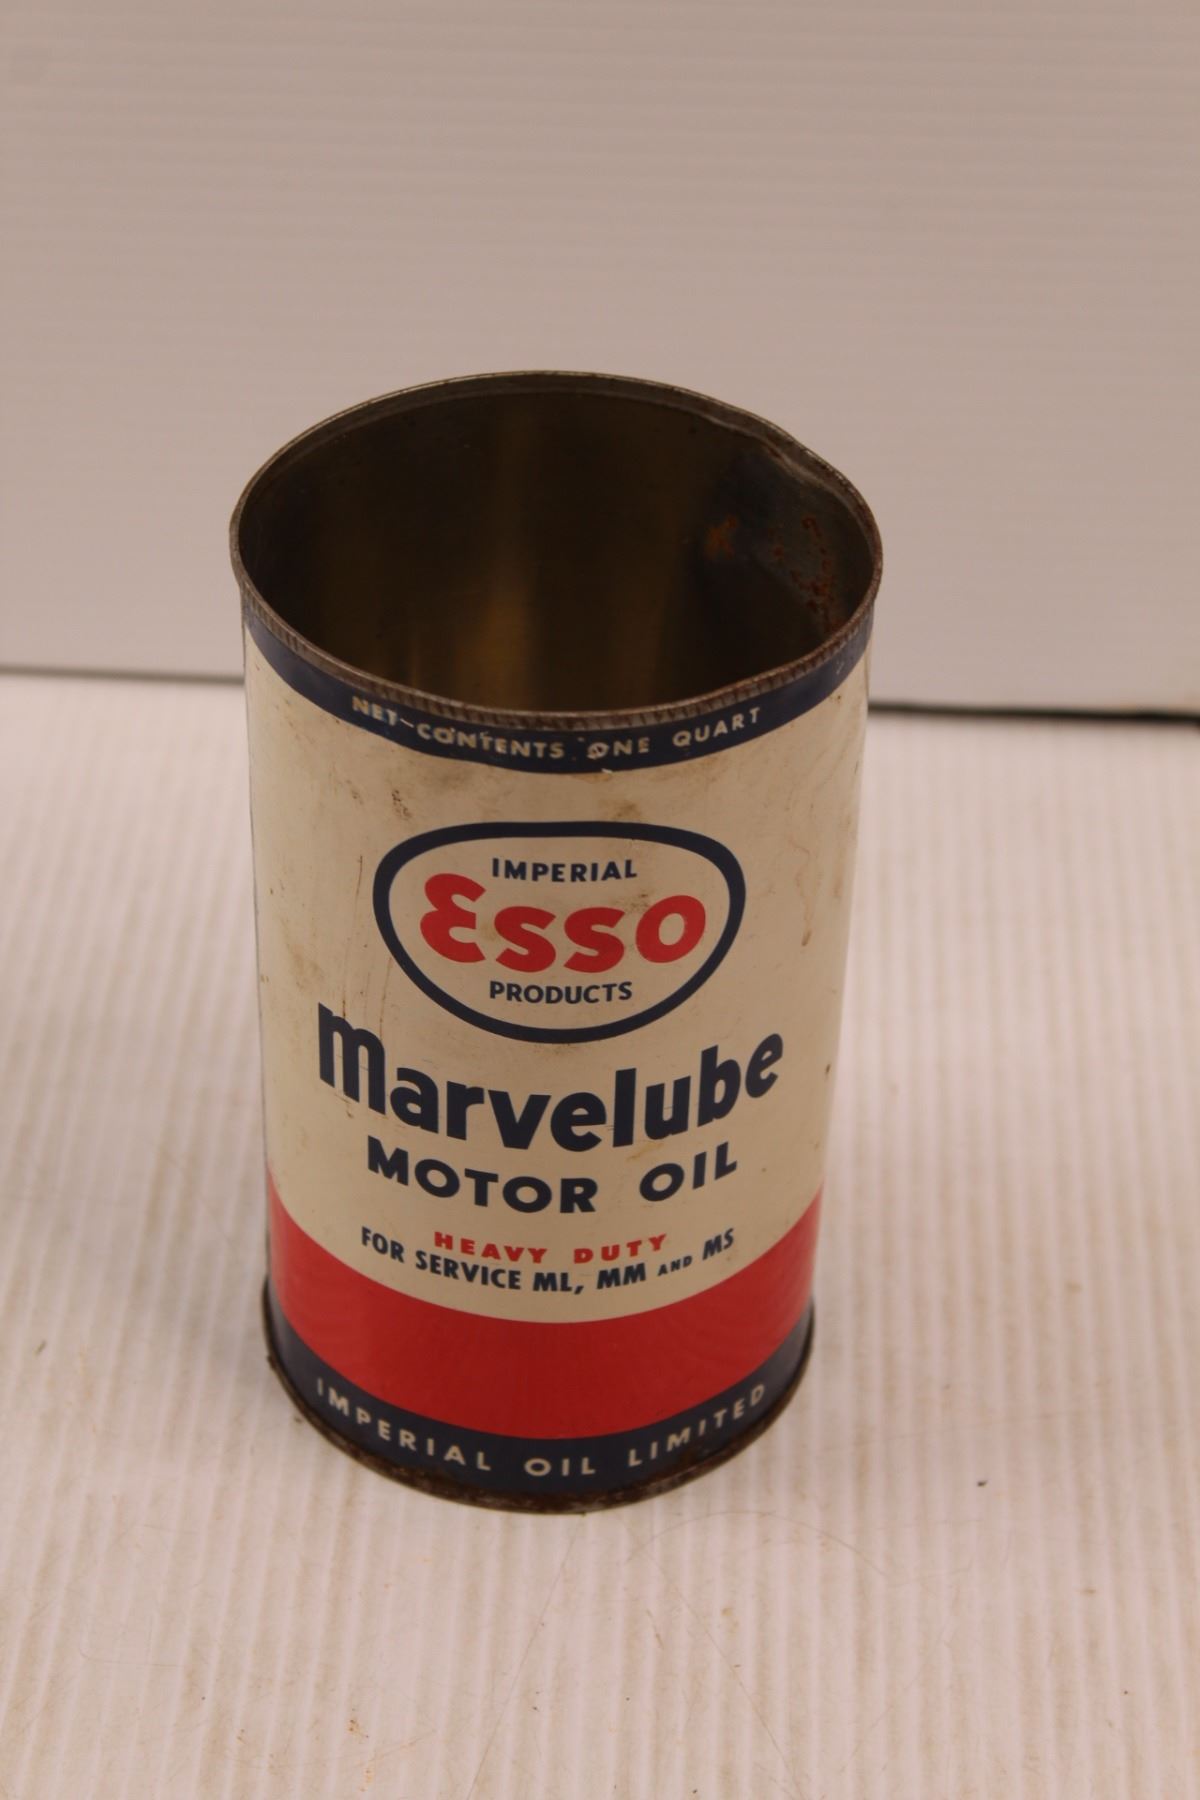 NET-CONTENTS ONE QUART
IMPERIAL
Esso
PRODUCTS
marvelube
MOTOR OIL
HEAVY DUTY
FOR SERVICE ML, MM AND MS
IMPERIAL OIL LIMITED